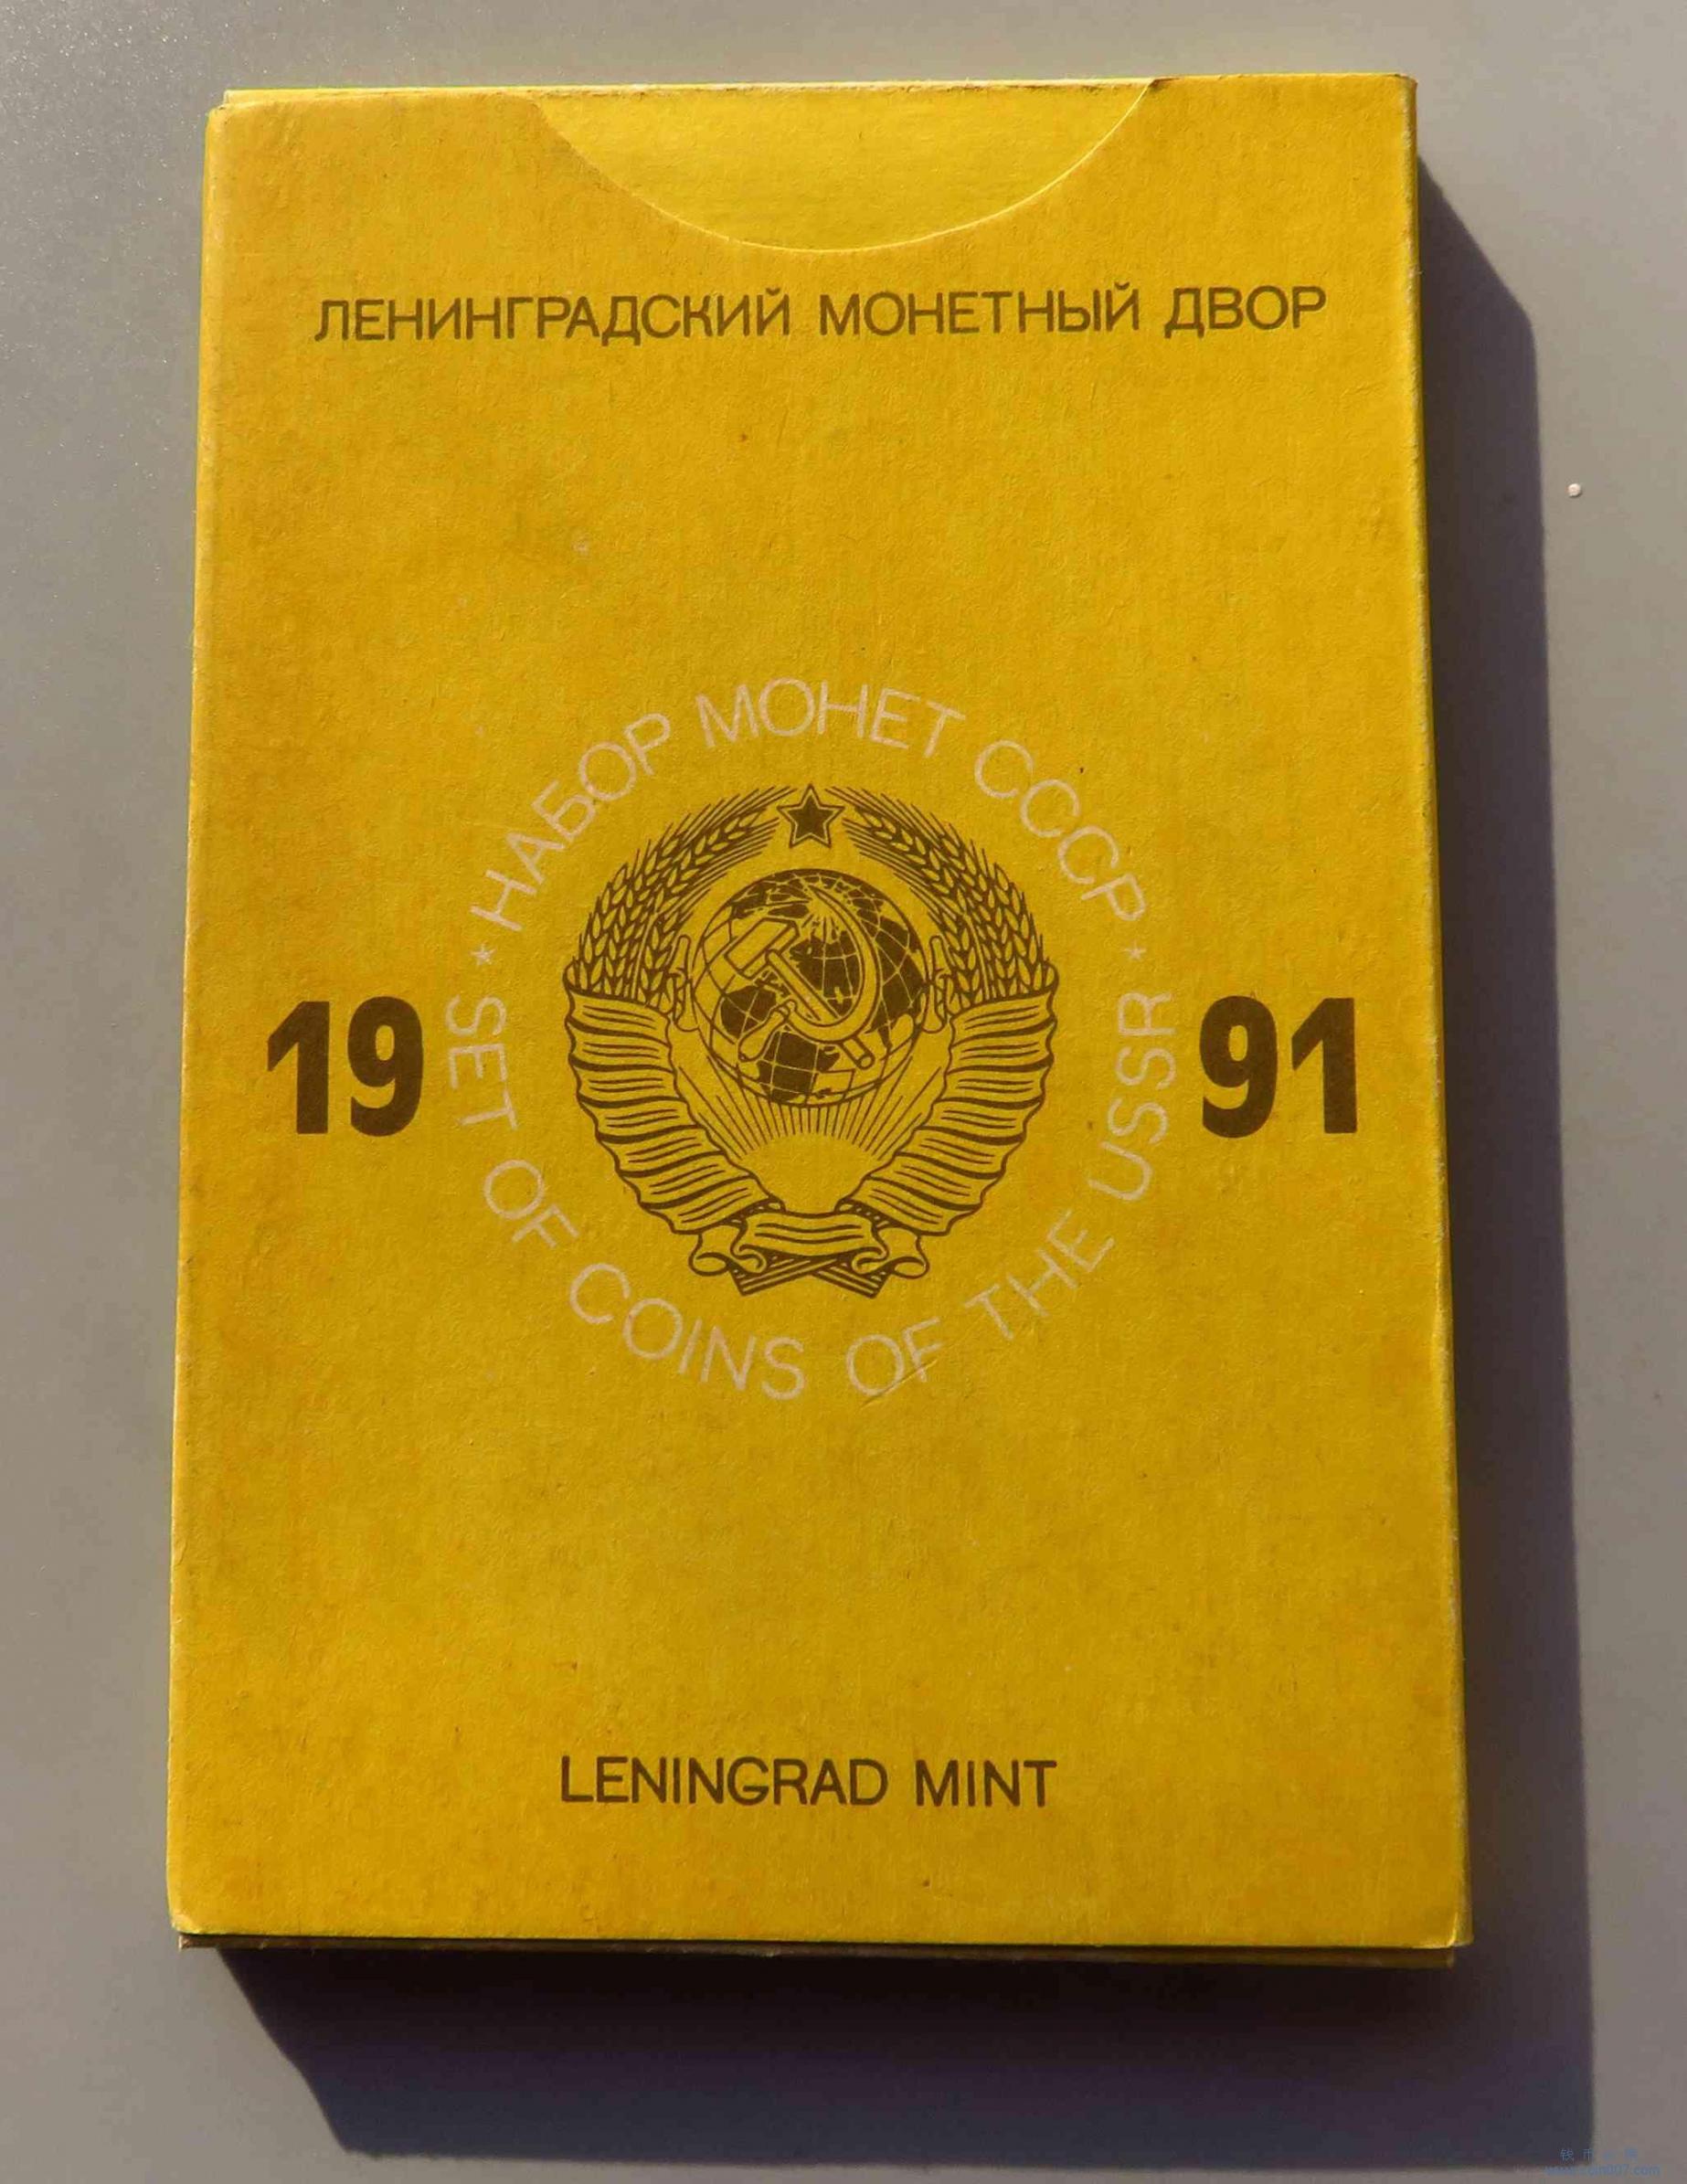 ЛЕНИНГРАДСКИЙ МОНЕТНЫЙ ДВОР
* НАБОР МОНЕТ СССР *
19 91
SET OF COINS OF THE USSR
LENINGRAD MINT